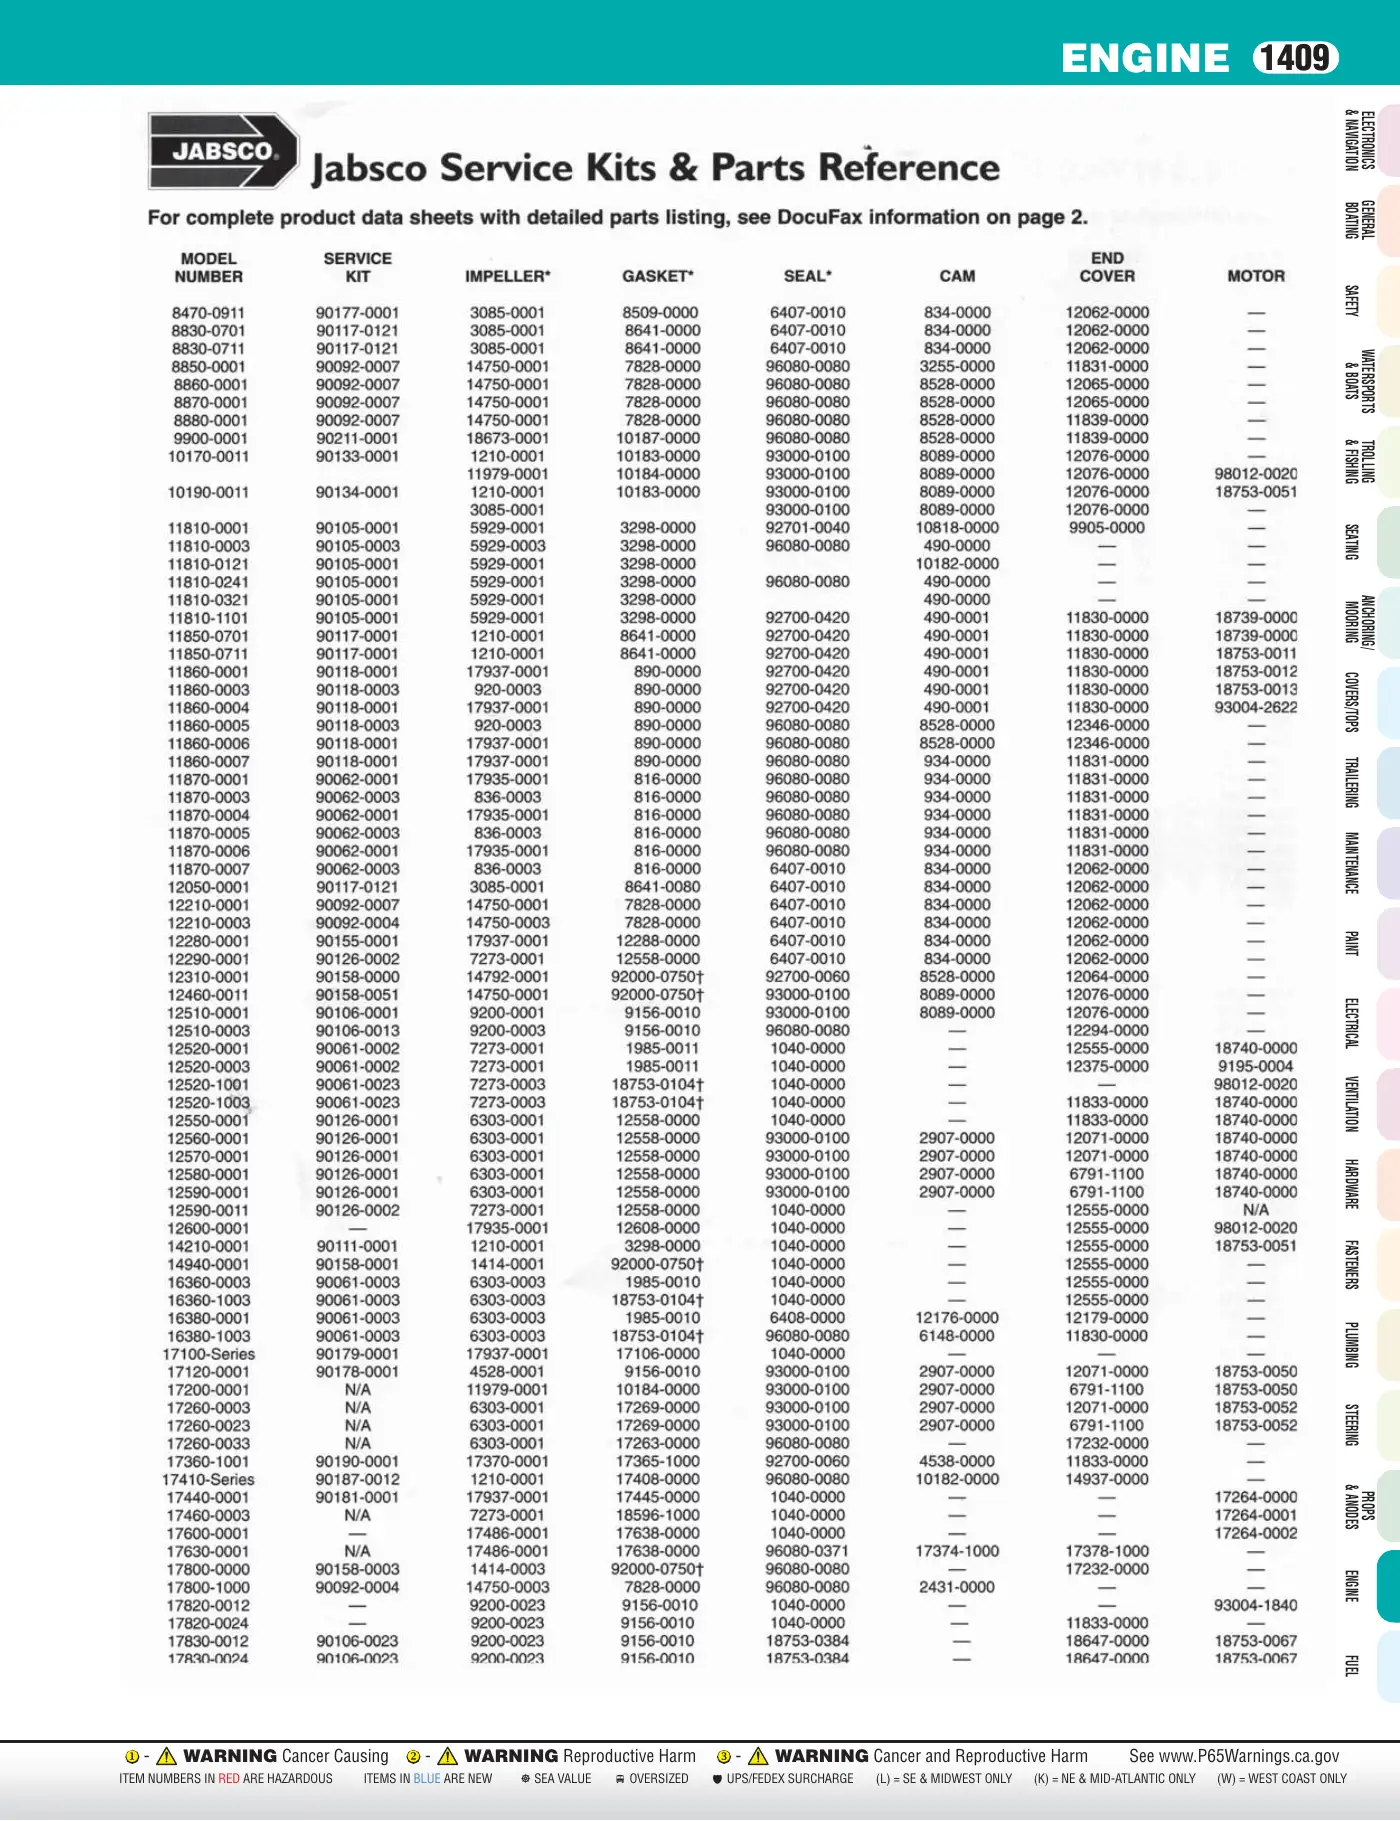 ENGINE 1409
JABSCO®
Jabsco Service Kits & Parts Reference
For complete product data sheets with detailed parts listing, see DocuFax information on page 2.
MODEL NUMBER SERVICE KIT IMPELLER* GASKET* SEAL* CAM END COVER MOTOR
8470-0911 90177-0001 3085-0001 8509-0000 6407-0010 834-0000 12062-0000 —
8830-0701 90117-0121 3085-0001 8641-0000 6407-0010 834-0000 12062-0000 —
8830-0711 90117-0121 3085-0001 8641-0000 6407-0010 834-0000 12062-0000 —
8850-0001 90092-0007 14750-0001 7828-0000 96080-0080 3255-0000 11831-0000 —
8860-0001 90092-0007 14750-0001 7828-0000 96080-0080 8528-0000 12065-0000 —
8870-0001 90092-0007 14750-0001 7828-0000 96080-0080 8528-0000 12065-0000 —
8880-0001 90092-0007 14750-0001 7828-0000 96080-0080 8528-0000 11839-0000 —
9900-0001 90211-0001 18673-0001 10187-0000 96080-0080 8528-0000 11839-0000 —
10170-0011 90133-0001 1210-0001 10183-0000 93000-0100 8089-0000 12076-0000 —
11979-0001 10184-0000 93000-0100 8089-0000 12076-0000 98012-0020
10190-0011 90134-0001 1210-0001 10183-0000 93000-0100 8089-0000 12076-0000 18753-0051
3085-0001 93000-0100 8089-0000 12076-0000 —
11810-0001 90105-0001 5929-0001 3298-0000 92701-0040 10818-0000 9905-0000 —
11810-0003 90105-0003 5929-0003 3298-0000 96080-0080 490-0000 — —
11810-0121 90105-0001 5929-0001 3298-0000 10182-0000 — —
11810-0241 90105-0001 5929-0001 3298-0000 96080-0080 490-0000 — —
11810-0321 90105-0001 5929-0001 3298-0000 490-0000 — —
11810-1101 90105-0001 5929-0001 3298-0000 92700-0420 490-0001 11830-0000 18739-0000
11850-0701 90117-0001 1210-0001 8641-0000 92700-0420 490-0001 11830-0000 18739-0000
11850-0711 90117-0001 1210-0001 8641-0000 92700-0420 490-0001 11830-0000 18753-0011
11860-0001 90118-0001 17937-0001 890-0000 92700-0420 490-0001 11830-0000 18753-0012
11860-0003 90118-0003 920-0003 890-0000 92700-0420 490-0001 11830-0000 18753-0013
11860-0004 90118-0001 17937-0001 890-0000 92700-0420 490-0001 11830-0000 93004-2622
11860-0005 90118-0003 920-0003 890-0000 96080-0080 8528-0000 12346-0000 —
11860-0006 90118-0001 17937-0001 890-0000 96080-0080 8528-0000 12346-0000 —
11860-0007 90118-0001 17937-0001 890-0000 96080-0080 934-0000 11831-0000 —
11870-0001 90062-0001 17935-0001 816-0000 96080-0080 934-0000 11831-0000 —
11870-0003 90062-0003 836-0003 816-0000 96080-0080 934-0000 11831-0000 —
11870-0004 90062-0001 17935-0001 816-0000 96080-0080 934-0000 11831-0000 —
11870-0005 90062-0003 836-0003 816-0000 96080-0080 934-0000 11831-0000 —
11870-0006 90062-0001 17935-0001 816-0000 96080-0080 934-0000 11831-0000 —
11870-0007 90062-0003 836-0003 816-0000 6407-0010 834-0000 12062-0000 —
12050-0001 90117-0121 3085-0001 8641-0080 6407-0010 834-0000 12062-0000 —
12210-0001 90092-0007 14750-0001 7828-0000 6407-0010 834-0000 12062-0000 —
12210-0003 90092-0004 14750-0003 7828-0000 6407-0010 834-0000 12062-0000 —
12280-0001 90155-0001 17937-0001 12288-0000 6407-0010 834-0000 12062-0000 —
12290-0001 90126-0002 7273-0001 12558-0000 6407-0010 834-0000 12062-0000 —
12310-0001 90158-0000 14792-0001 92000-0750† 92700-0060 8528-0000 12064-0000 —
12460-0011 90158-0051 14750-0001 92000-0750† 93000-0100 8089-0000 12076-0000 —
12510-0001 90106-0001 9200-0001 9156-0010 93000-0100 8089-0000 12076-0000 —
12510-0003 90106-0013 9200-0003 9156-0010 96080-0080 — 12294-0000 —
12520-0001 90061-0002 7273-0001 1985-0011 1040-0000 — 12555-0000 18740-0000
12520-0003 90061-0002 7273-0001 1985-0011 1040-0000 — 12375-0000 9195-0004
12520-1001 90061-0023 7273-0003 18753-0104† 1040-0000 — — 98012-0020
12520-1003 90061-0023 7273-0003 18753-0104† 1040-0000 — 11833-0000 18740-0000
12550-0001 90126-0001 6303-0001 12558-0000 1040-0000 — 11833-0000 18740-0000
12560-0001 90126-0001 6303-0001 12558-0000 93000-0100 2907-0000 12071-0000 18740-0000
12570-0001 90126-0001 6303-0001 12558-0000 93000-0100 2907-0000 12071-0000 18740-0000
12580-0001 90126-0001 6303-0001 12558-0000 93000-0100 2907-0000 6791-1100 18740-0000
12590-0001 90126-0001 6303-0001 12558-0000 93000-0100 2907-0000 6791-1100 18740-0000
12590-0011 90126-0002 7273-0001 12558-0000 1040-0000 — 12555-0000 N/A
12600-0001 — 17935-0001 12608-0000 1040-0000 — 12555-0000 98012-0020
14210-0001 90111-0001 1210-0001 3298-0000 1040-0000 — 12555-0000 18753-0051
14940-0001 90158-0001 1414-0001 92000-0750† 1040-0000 — 12555-0000 —
16360-0003 90061-0003 6303-0003 1985-0010 1040-0000 — 12555-0000 —
16360-1003 90061-0003 6303-0003 18753-0104† 1040-0000 — 12555-0000 —
16380-0001 90061-0003 6303-0003 1985-0010 6408-0000 12176-0000 12179-0000 —
16380-1003 90061-0003 6303-0003 18753-0104† 96080-0080 6148-0000 11830-0000 —
17100-Series 90179-0001 17937-0001 17106-0000 1040-0000 — — —
17120-0001 90178-0001 4528-0001 9156-0010 93000-0100 2907-0000 12071-0000 18753-0050
17200-0001 N/A 11979-0001 10184-0000 93000-0100 2907-0000 6791-1100 18753-0050
17260-0003 N/A 6303-0001 17269-0000 93000-0100 2907-0000 12071-0000 18753-0052
17260-0023 N/A 6303-0001 17269-0000 93000-0100 2907-0000 6791-1100 18753-0052
17260-0033 N/A 6303-0001 17263-0000 96080-0080 — 17232-0000 —
17360-1001 90190-0001 17370-0001 17365-1000 92700-0060 4538-0000 11833-0000 —
17410-Series 90187-0012 1210-0001 17408-0000 96080-0080 10182-0000 14937-0000 —
17440-0001 90181-0001 17937-0001 17445-0000 1040-0000 — — 17264-0000
17460-0003 N/A 7273-0001 18596-1000 1040-0000 — — 17264-0001
17600-0001 — 17486-0001 17638-0000 1040-0000 — — 17264-0002
17630-0001 N/A 17486-0001 17638-0000 96080-0371 17374-1000 17378-1000 —
17800-0000 90158-0003 1414-0003 92000-0750† 96080-0080 — 17232-0000 —
17800-1000 90092-0004 14750-0003 7828-0000 96080-0080 2431-0000 — —
17820-0012 — 9200-0023 9156-0010 1040-0000 — — 93004-1840
17820-0024 — 9200-0023 9156-0010 1040-0000 — 11833-0000 —
17830-0012 90106-0023 9200-0023 9156-0010 18753-0384 — 18647-0000 18753-0067
17830-0024 90106-0023 9200-0023 9156-0010 18753-0384 — 18647-0000 18753-0067
ELECTRONICS & NAVIGATION
GENERAL BOATING
SAFETY
WATERSPORTS & BOATS
TROLLING & FISHING
SEATING
ANCHORING/ MOORING
COVERS/TOPS
TRAILERING
MAINTENANCE
PAINT
ELECTRICAL
VENTILATION
HARDWARE
FASTENERS
PLUMBING
STEERING
PROPS & ANODES
ENGINE
FUEL
1 - WARNING Cancer Causing 2 - WARNING Reproductive Harm 3 - WARNING Cancer and Reproductive Harm See www.P65Warnings.ca.gov
ITEM NUMBERS IN RED ARE HAZARDOUS ITEMS IN BLUE ARE NEW SEA VALUE OVERSIZED UPS/FEDEX SURCHARGE (L) = SE & MIDWEST ONLY (K) = NE & MID-ATLANTIC ONLY (W) = WEST COAST ONLY